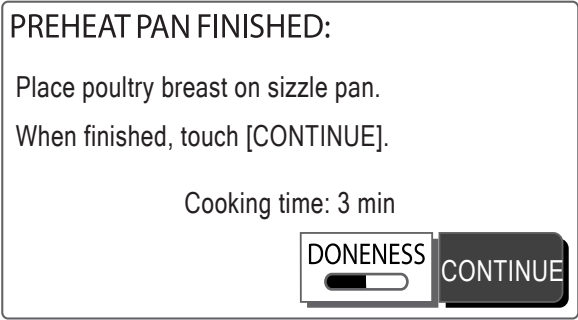 PREHEAT PAN FINISHED:
Place poultry breast on sizzle pan.
When finished, touch [CONTINUE].
Cooking time: 3 min
DONENESS
CONTINUE